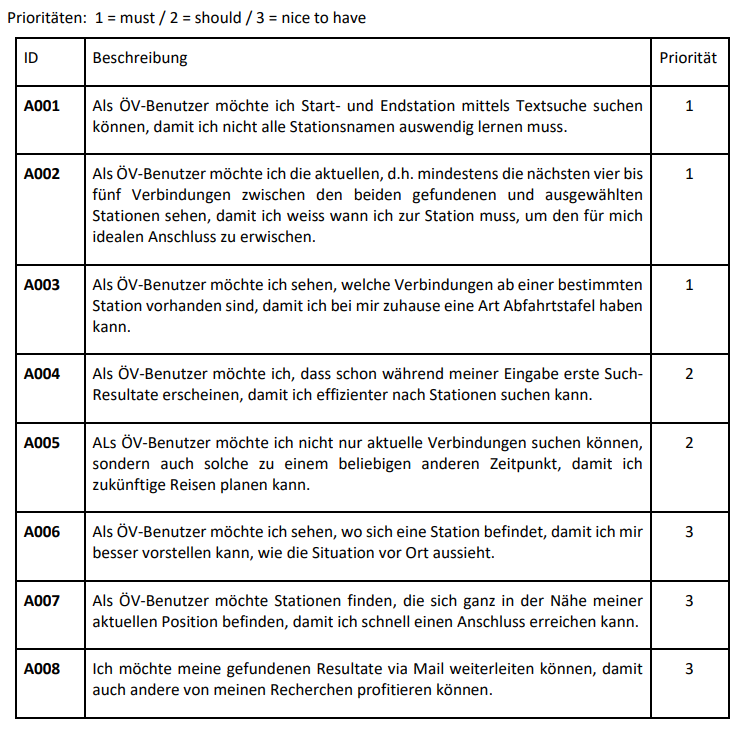 Prioritäten: 1 = must / 2 = should / 3 = nice to have
ID Beschreibung Priorität
A001 Als ÖV-Benutzer möchte ich Start- und Endstation mittels Textsuche suchen 1
können, damit ich nicht alle Stationsnamen auswendig lernen muss.
A002 Als ÖV-Benutzer möchte ich die aktuellen, d.h. mindestens die nächsten vier bis 1
fünf Verbindungen zwischen den beiden gefundenen und ausgewählten
Stationen sehen, damit ich weiss wann ich zur Station muss, um den für mich
idealen Anschluss zu erwischen.
A003 Als ÖV-Benutzer möchte ich sehen, welche Verbindungen ab einer bestimmten 1
Station vorhanden sind, damit ich bei mir zuhause eine Art Abfahrtstafel haben
kann.
A004 Als ÖV-Benutzer möchte ich, dass schon während meiner Eingabe erste Such- 2
Resultate erscheinen, damit ich effizienter nach Stationen suchen kann.
A005 ALs ÖV-Benutzer möchte ich nicht nur aktuelle Verbindungen suchen können, 2
sondern auch solche zu einem beliebigen anderen Zeitpunkt, damit ich
zukünftige Reisen planen kann.
A006 Als ÖV-Benutzer möchte ich sehen, wo sich eine Station befindet, damit ich mir 3
besser vorstellen kann, wie die Situation vor Ort aussieht.
A007 Als ÖV-Benutzer möchte Stationen finden, die sich ganz in der Nähe meiner 3
aktuellen Position befinden, damit ich schnell einen Anschluss erreichen kann.
A008 Ich möchte meine gefundenen Resultate via Mail weiterleiten können, damit 3
auch andere von meinen Recherchen profitieren können.